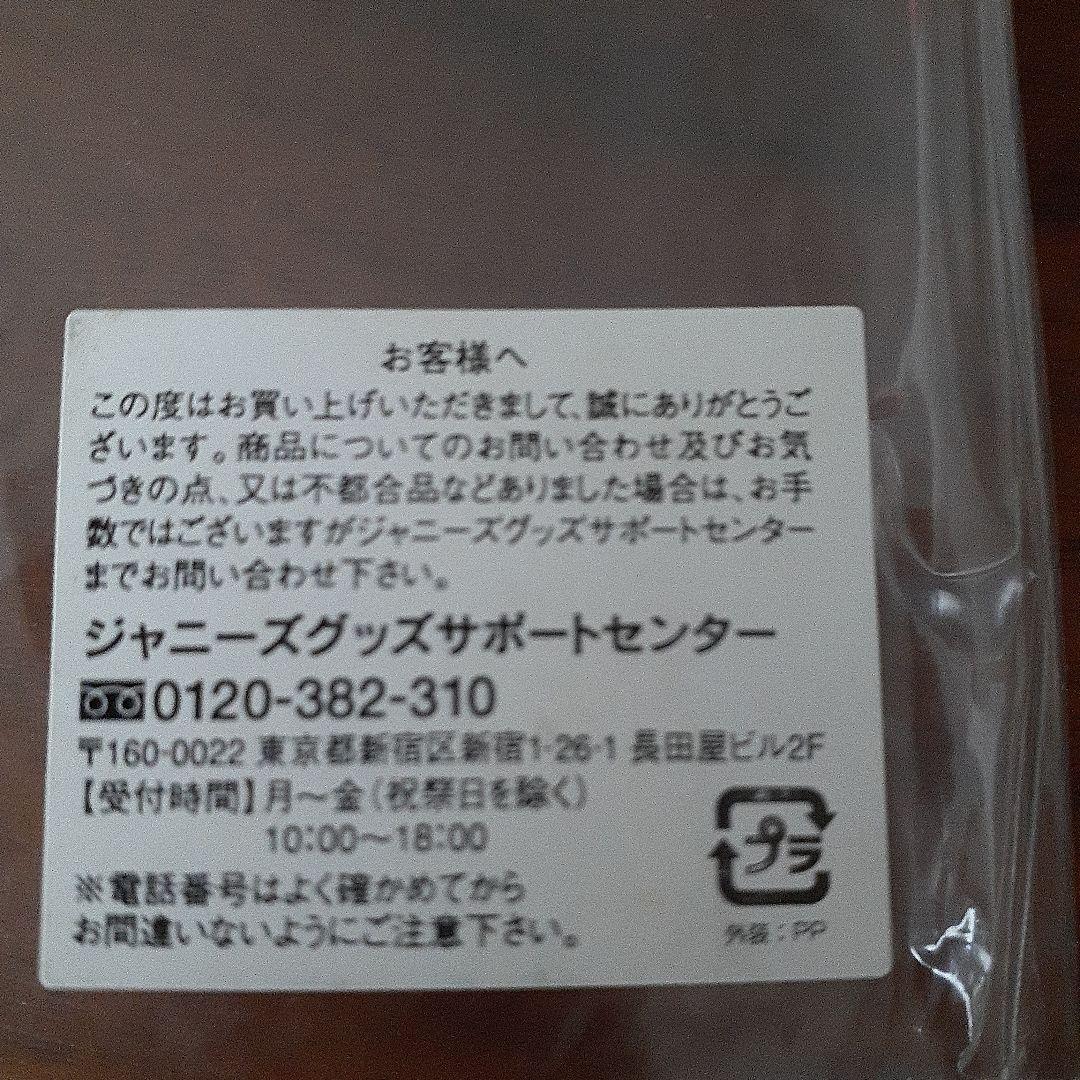 お客様へ
この度はお買い上げいただきまして、誠にありがとうご
ざいます。商品についてのお問い合わせ及びお気
づきの点、又は不都合品などありました場合は、お手
数ではございますがジャニーズグッズサポートセンター
までお問い合わせ下さい。
ジャニーズグッズサポートセンター
0120-382-310
〒160-0022 東京都新宿区新宿1-26-1 長田屋ビル2F
【受付時間】月〜金(祝祭日を除く)
10:00〜18:00
※電話番号はよく確かめてから
お間違いないようにご注意下さい。
プラ
外装:PP